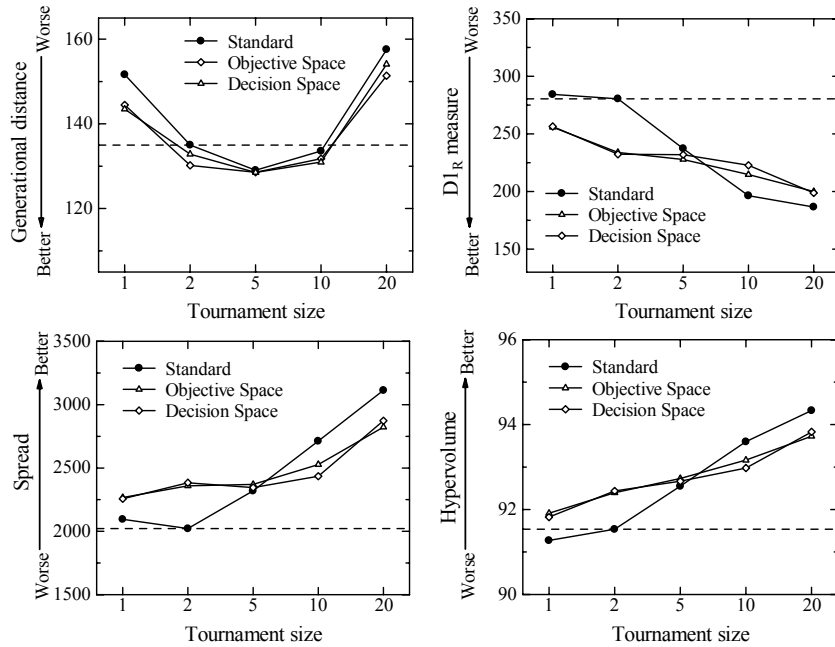 Worse
Generational distance
Better
160
140
120
Standard
Objective Space
Decision Space
1 2 5 10 20
Tournament size
Worse
D1R measure
Better
350
300
250
200
150
Standard
Objective Space
Decision Space
1 2 5 10 20
Tournament size
Better
Spread
Worse
3500
3000
2500
2000
1500
Standard
Objective Space
Decision Space
1 2 5 10 20
Tournament size
Better
Hypervolume
Worse
96
94
92
90
Standard
Objective Space
Decision Space
1 2 5 10 20
Tournament size